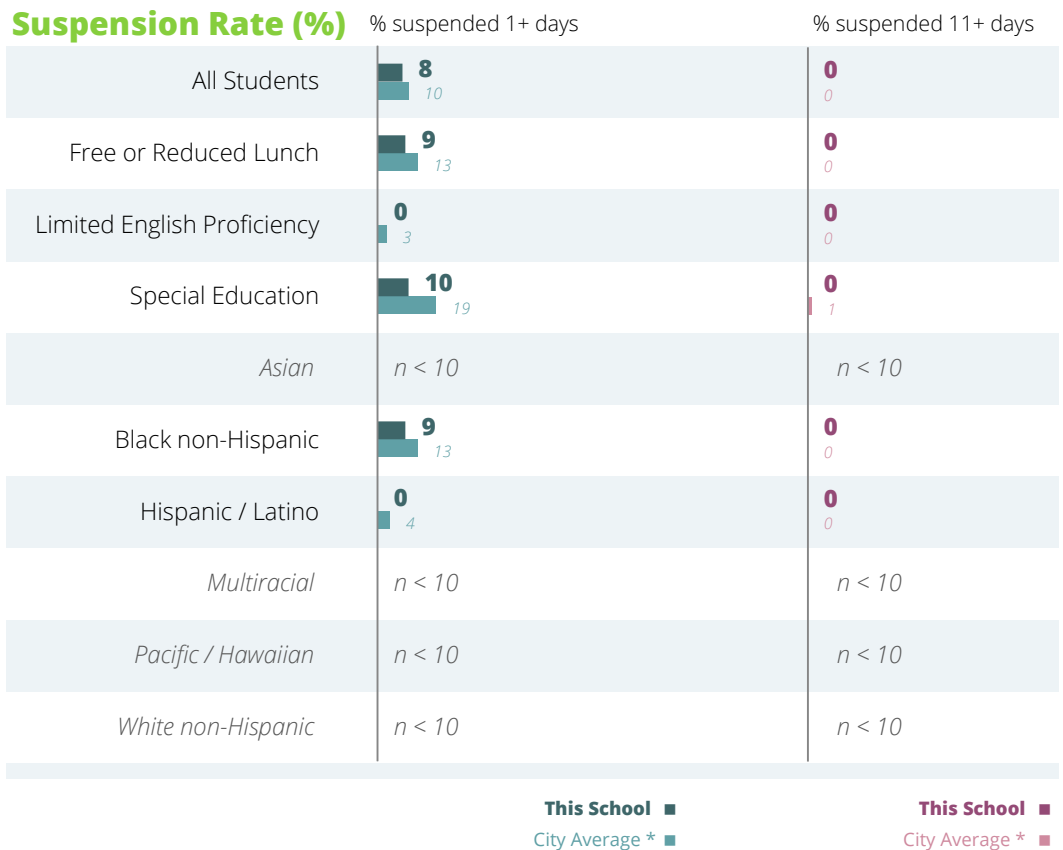 Suspension Rate (%) % suspended 1+ days % suspended 11+ days
All Students 8 0
10 0
Free or Reduced Lunch 9 0
13 0
Limited English Proficiency 0 0
3 0
Special Education 10 0
19 1
Asian n < 10 n < 10
Black non-Hispanic 9 0
13 0
Hispanic / Latino 0 0
4 0
Multiracial n < 10 n < 10
Pacific / Hawaiian n < 10 n < 10
White non-Hispanic n < 10 n < 10
This School This School
City Average * City Average *